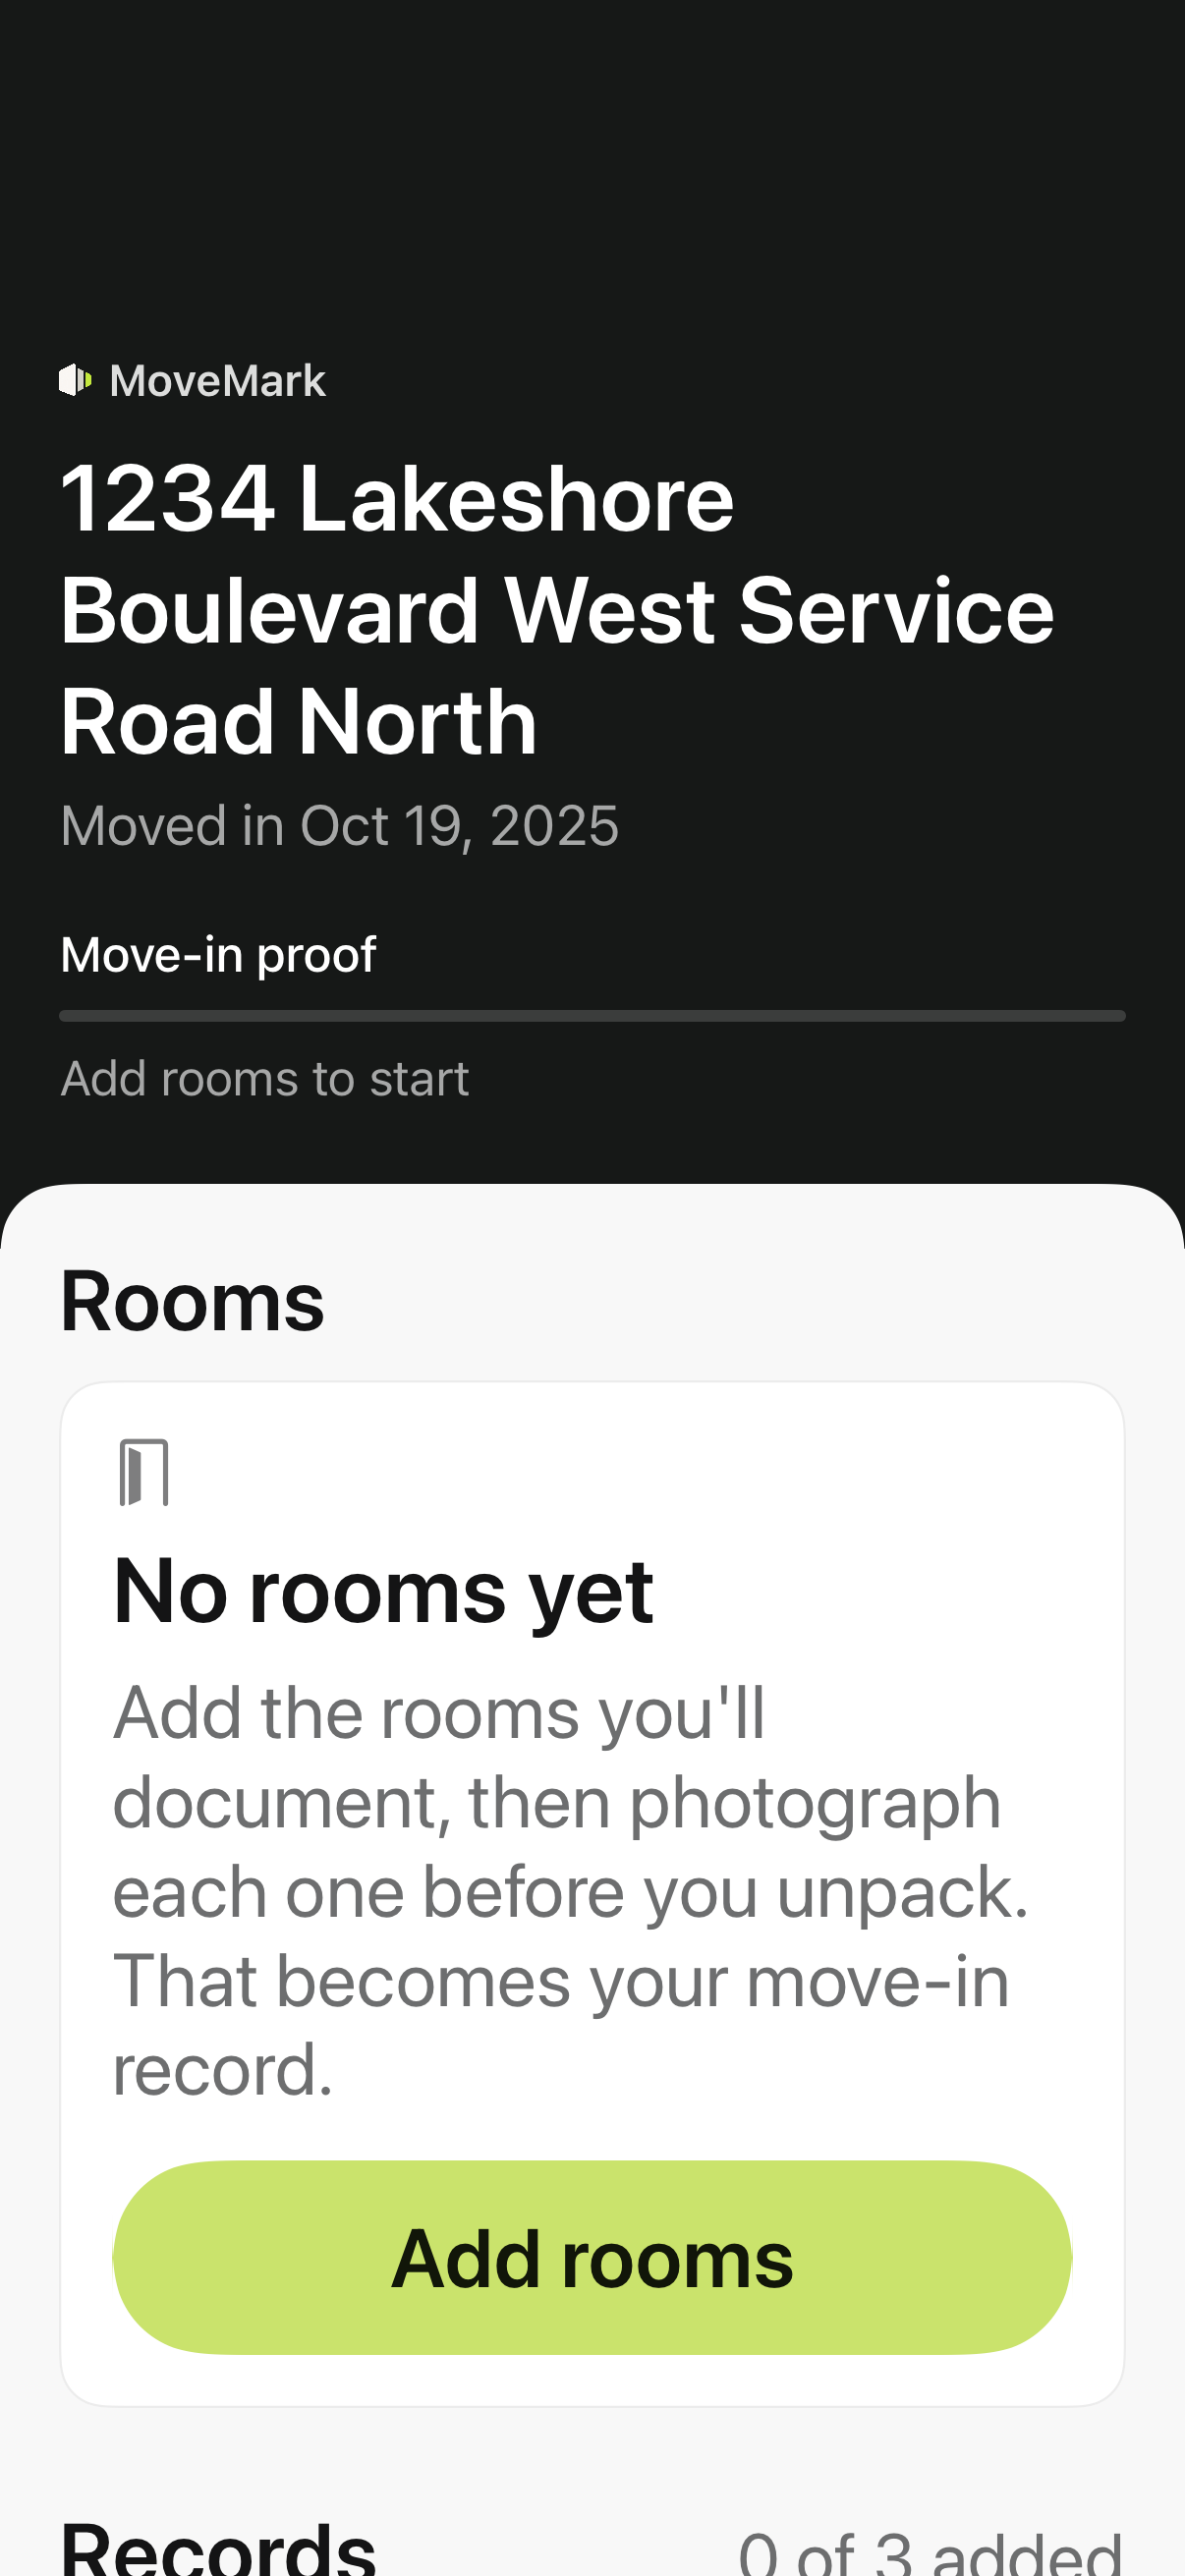 MoveMark
1234 Lakeshore
Boulevard West Service
Road North
Moved in Oct 19, 2025
Move-in proof
Add rooms to start
Rooms
No rooms yet
Add the rooms you'll
document, then photograph
each one before you unpack.
That becomes your move-in
record.
Add rooms
Records 0 of 3 added